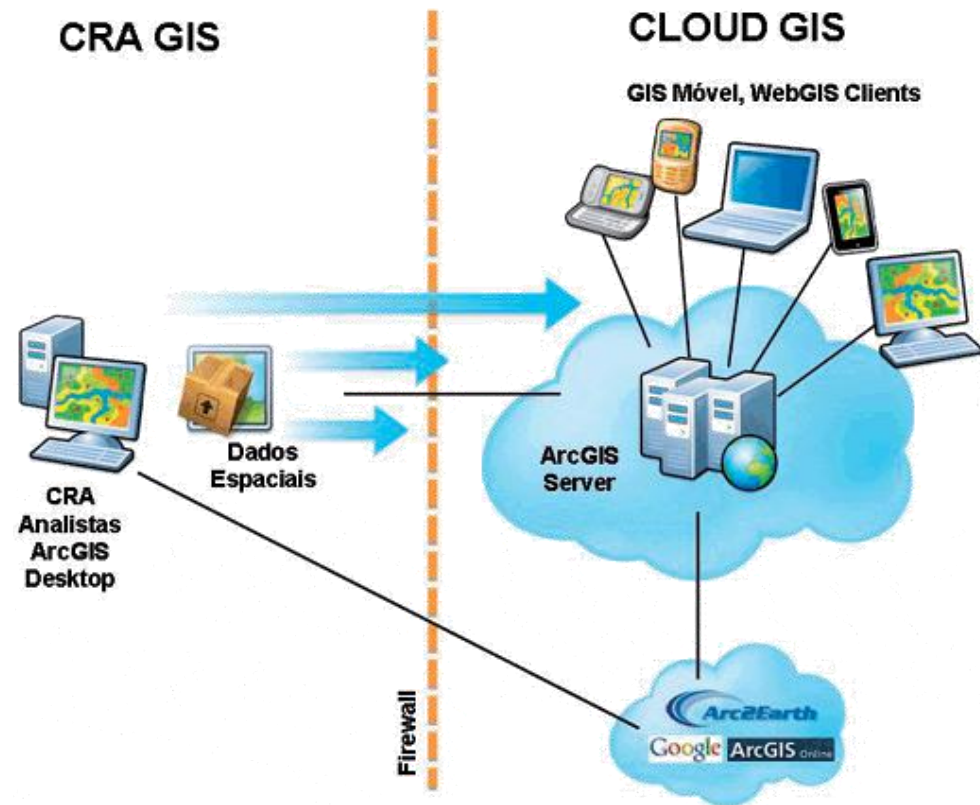 CRA GIS
CLOUD GIS
GIS Móvel, WebGIS Clients
Dados
Espaciais
CRA
Analistas
ArcGIS
Desktop
ArcGIS
Server
Firewall
Arc2Earth
Google ArcGIS Online